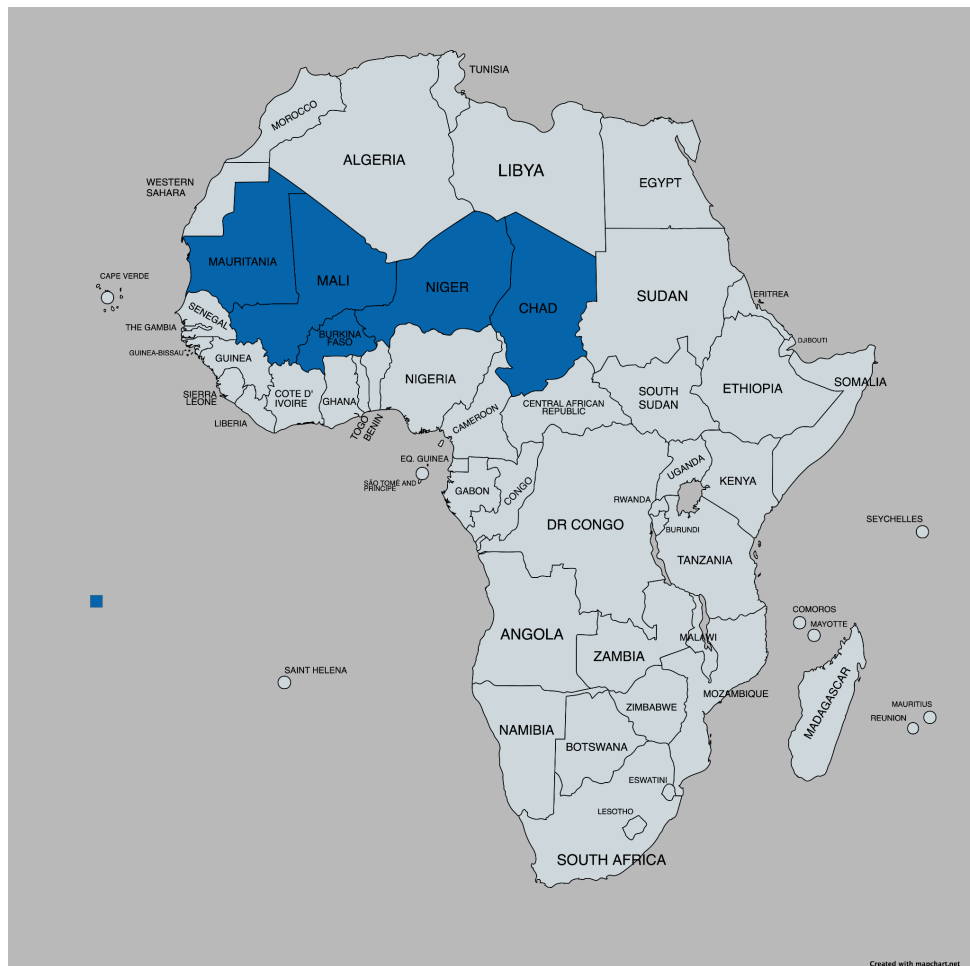 TUNISIA
MOROCCO
ALGERIA
LIBYA
EGYPT
WESTERN
SAHARA
MAURITANIA
MALI
NIGER
CHAD
SUDAN
ERITREA
CAPE VERDE
SENEGAL
THE GAMBIA
GUINEA-BISSAU
GUINEA
BURKINA
FASO
DJIBOUTI
SIERRA
LEONE
LIBERIA
COTE D'
IVOIRE
GHANA
TOGO
BENIN
NIGERIA
CAMEROON
CENTRAL AFRICAN
REPUBLIC
SOUTH
SUDAN
ETHIOPIA
SOMALIA
EQ. GUINEA
SÃO TOMÉ AND
PRINCIPE
GABON
CONGO
DR CONGO
UGANDA
KENYA
RWANDA
BURUNDI
TANZANIA
SEYCHELLES
COMOROS
MAYOTTE
ANGOLA
ZAMBIA
MALAWI
MOZAMBIQUE
SAINT HELENA
MADAGASCAR
MAURITIUS
REUNION
NAMIBIA
ZIMBABWE
BOTSWANA
ESWATINI
LESOTHO
SOUTH AFRICA
Created with mapchart.net